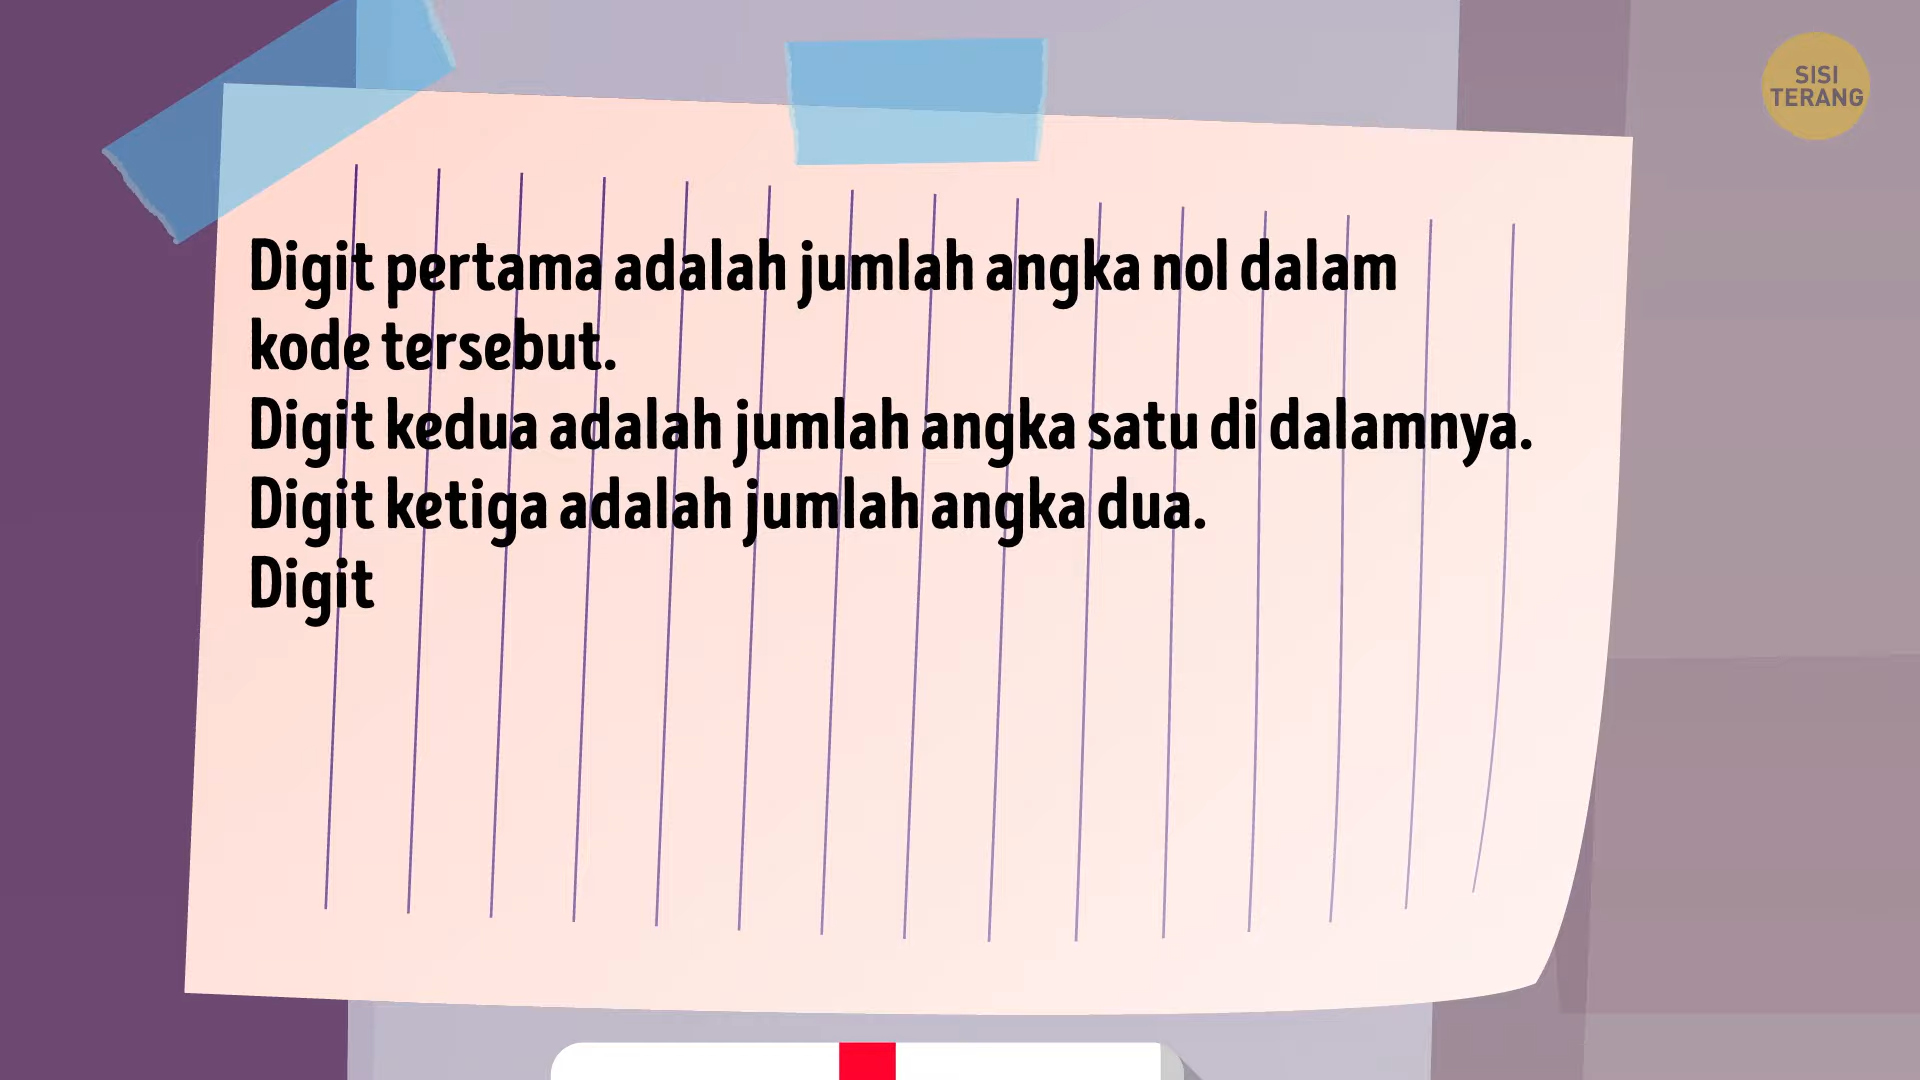 SISI
TERANG
Digit pertama adalah jumlah angka nol dalam
kode tersebut.
Digit kedua adalah jumlah angka satu di dalamnya.
Digit ketiga adalah jumlah angka dua.
Digit